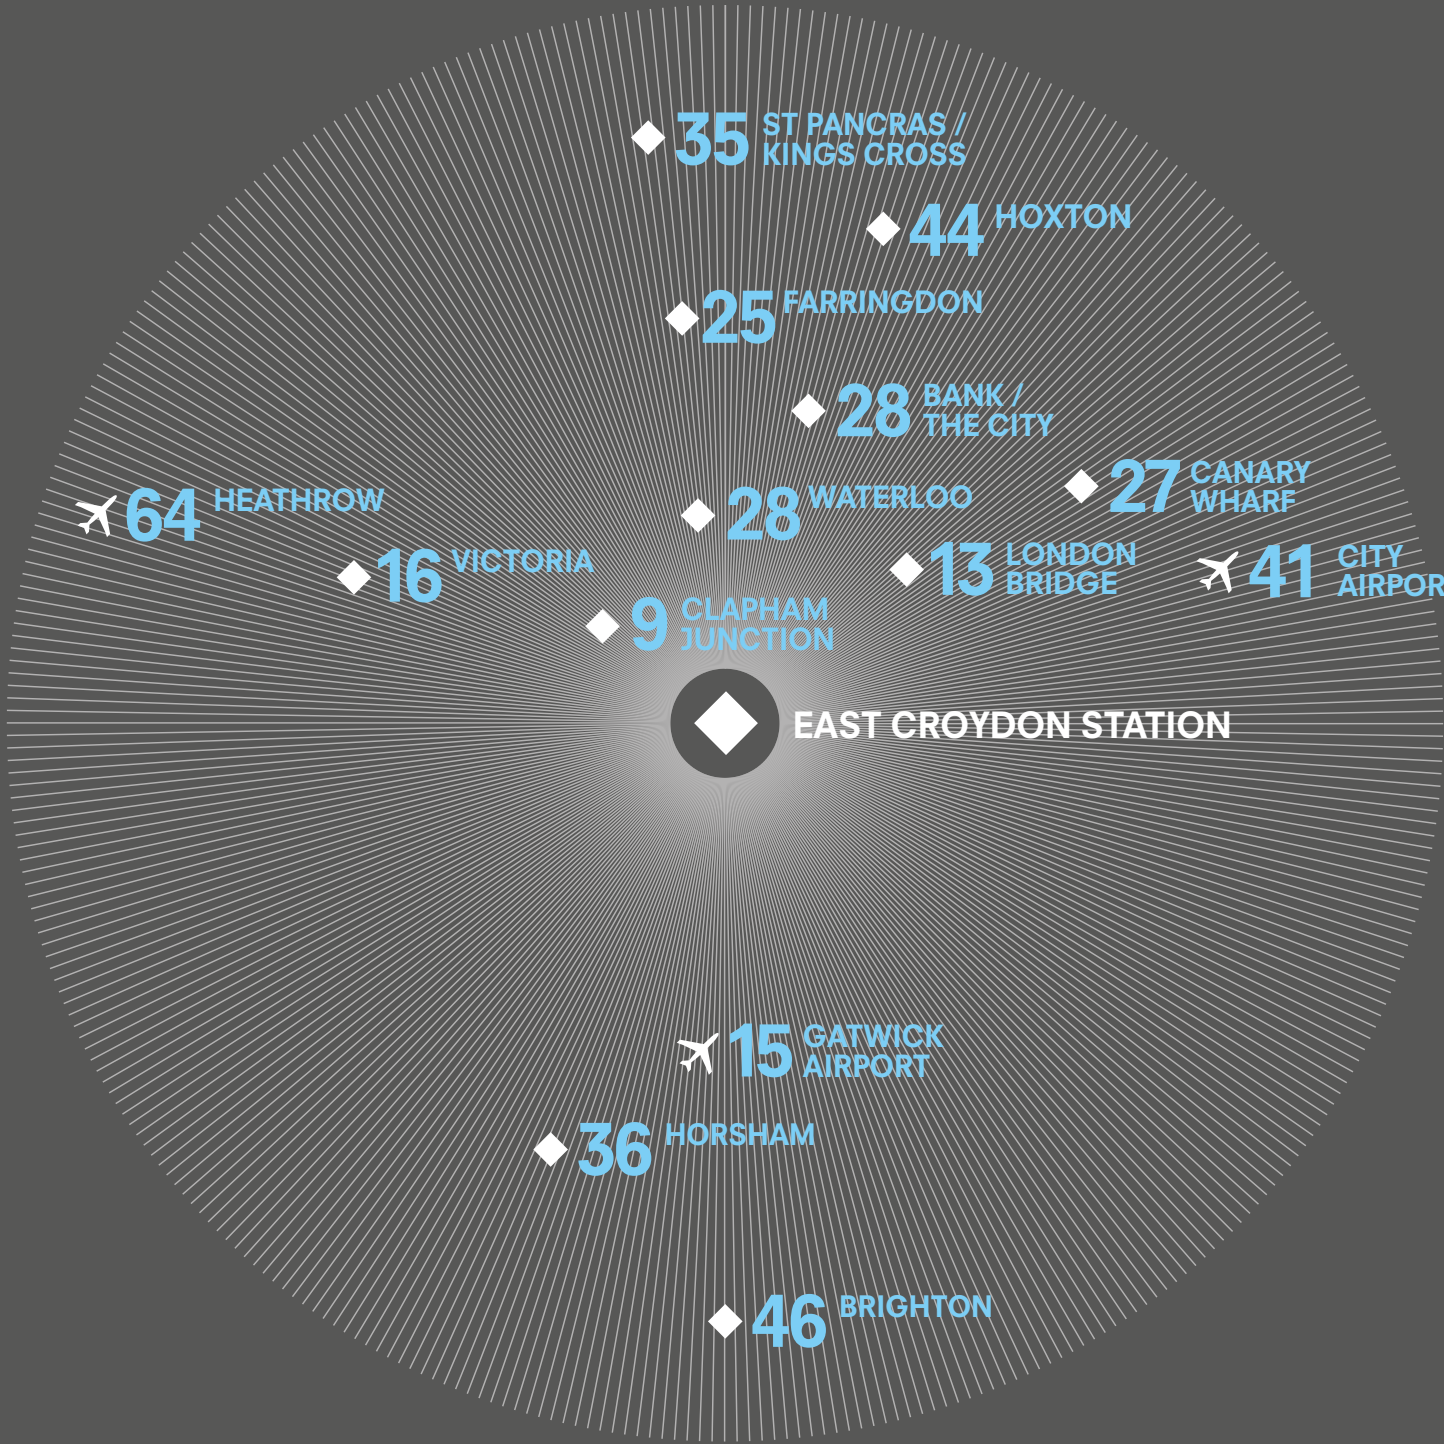 35 ST PANCRAS /
KINGS CROSS
44 HOXTON
25 FARRINGDON
28 BANK /
THE CITY
27 CANARY
WHARF
64 HEATHROW
28 WATERLOO
13 LONDON
BRIDGE
41 CITY
AIRPOR
16 VICTORIA
9 CLAPHAM
JUNCTION
EAST CROYDON STATION
15 GATWICK
AIRPORT
36 HORSHAM
46 BRIGHTON